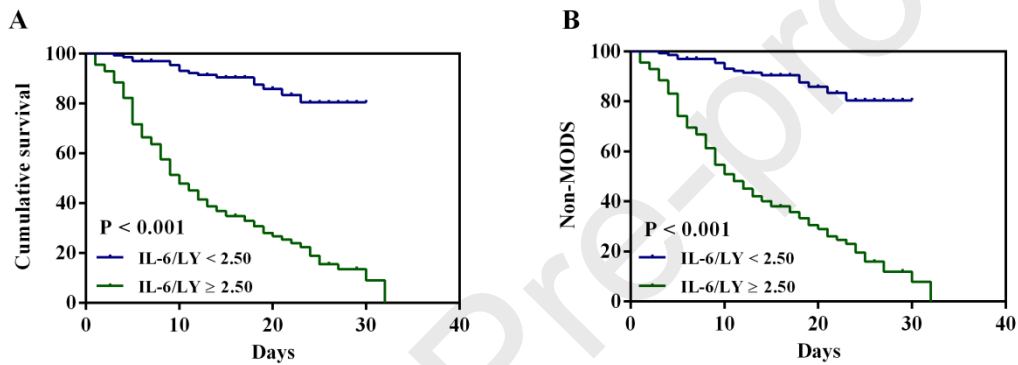 A
Cumulative survival
100
80
60
40
20
0
P < 0.001
IL-6/LY < 2.50
IL-6/LY ≥ 2.50
0 10 20 30 40
Days
B
Non-MODS
100
80
60
40
20
0
P < 0.001
IL-6/LY < 2.50
IL-6/LY ≥ 2.50
0 10 20 30 40
Days
Pre-pro